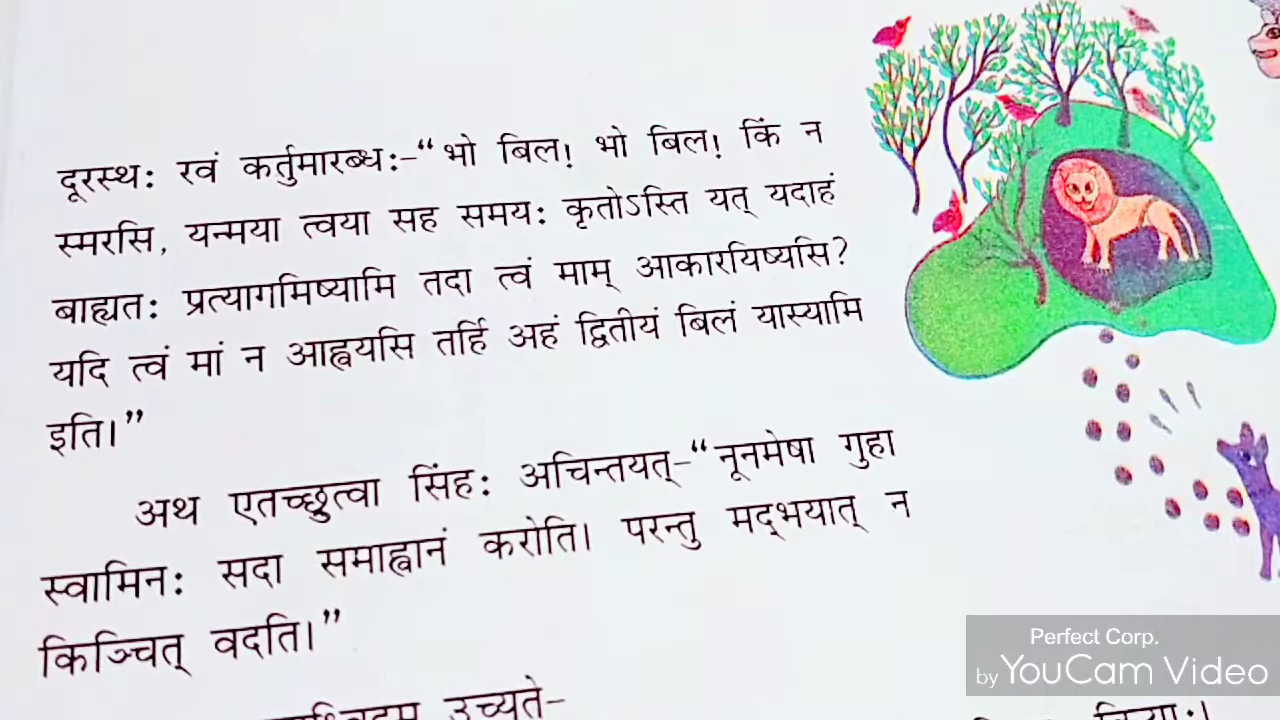 दूरस्थः रवं कर्तुमारब्धः-“भो बिल! भो बिल! किं न
स्मरसि, यन्मया त्वया सह समयः कृतोऽस्ति यत् यदाहं
बाह्यतः प्रत्यागमिष्यामि तदा त्वं माम् आकारयिष्यसि?
यदि त्वं मां न आह्वयसि तर्हि अहं द्वितीयं बिलं यास्यामि
इति।”
अथ एतच्छ्रुत्वा सिंहः अचिन्तयत्-“नूनमेषा गुहा
स्वामिनः सदा समाह्वानं करोति। परन्तु मद्भयात् न
किञ्चित् वदति।”
उच्यते-
Perfect Corp.
by YouCam Video